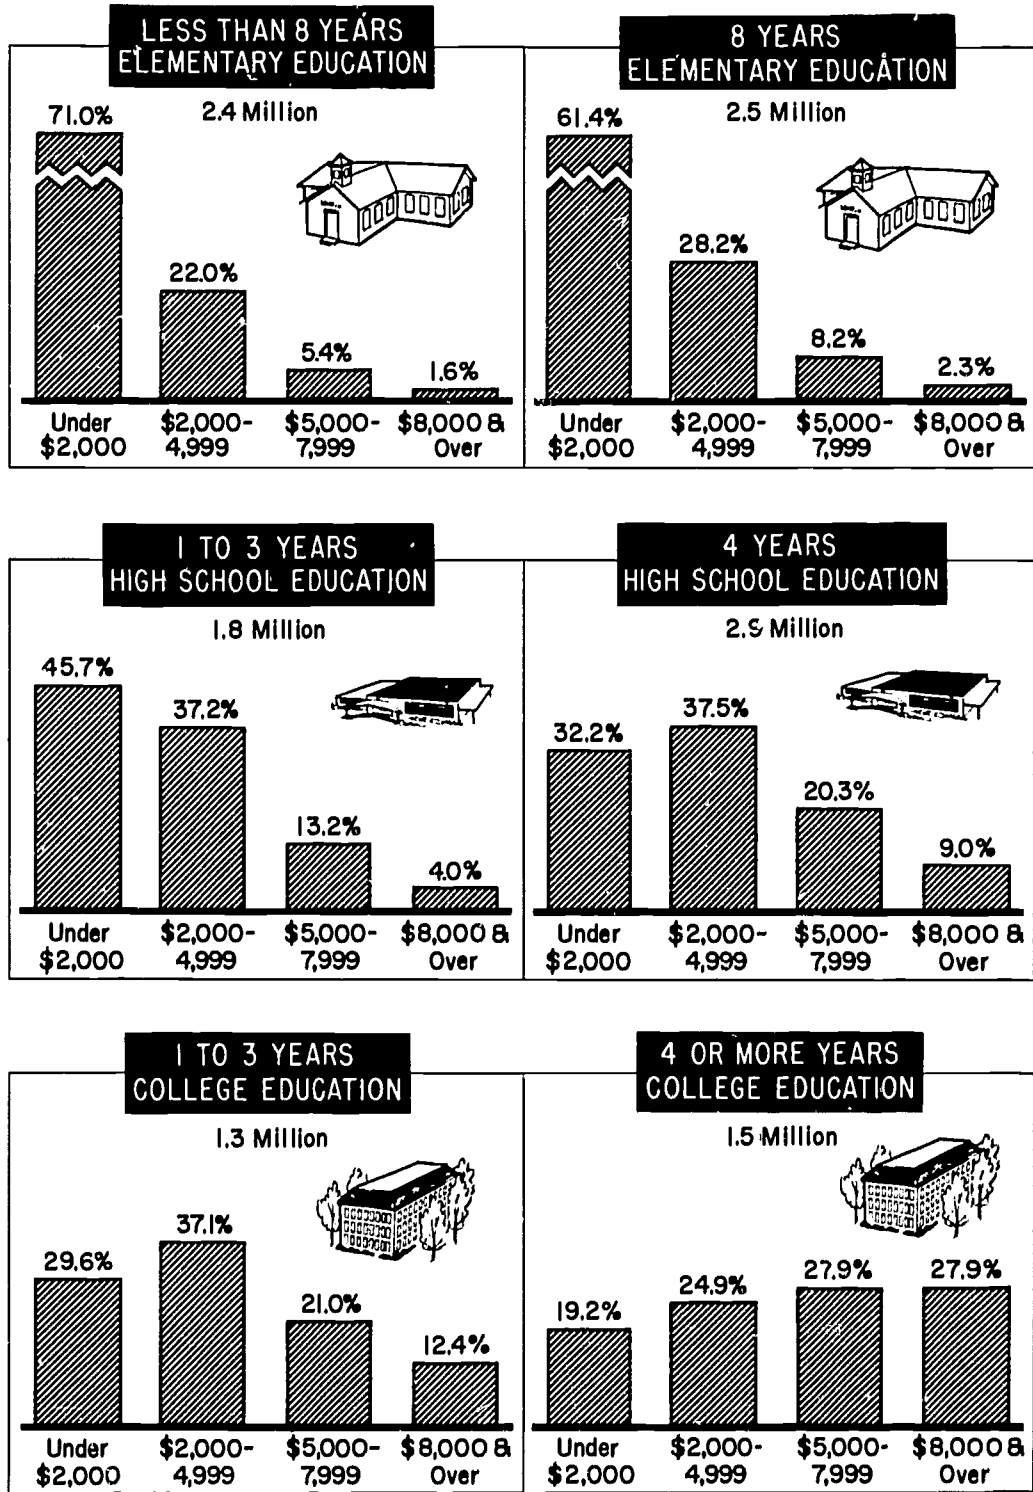 LESS THAN 8 YEARS
ELEMENTARY EDUCATION
2.4 Million
71.0%
22.0%
5.4%
1.6%
Under $2,000
$2,000-4,999
$5,000-7,999
$8,000 & Over
8 YEARS
ELEMENTARY EDUCATION
2.5 Million
61.4%
28.2%
8.2%
2.3%
Under $2,000
$2,000-4,999
$5,000-7,999
$8,000 & Over
1 TO 3 YEARS
HIGH SCHOOL EDUCATION
1.8 Million
45.7%
37.2%
13.2%
4.0%
Under $2,000
$2,000-4,999
$5,000-7,999
$8,000 & Over
4 YEARS
HIGH SCHOOL EDUCATION
Million
32.2%
37.5%
20.3%
9.0%
Under $2,000
$2,000-4,999
$5,000-7,999
$8,000 & Over
1 TO 3 YEARS
COLLEGE EDUCATION
1.3 Million
29.6%
37.1%
21.0%
12.4%
Under $2,000
$2,000-4,999
$5,000-7,999
$8,000 & Over
4 OR MORE YEARS
COLLEGE EDUCATION
1.5 Million
19.2%
24.9%
27.9%
27.9%
Under $2,000
$2,000-4,999
$5,000-7,999
$8,000 & Over